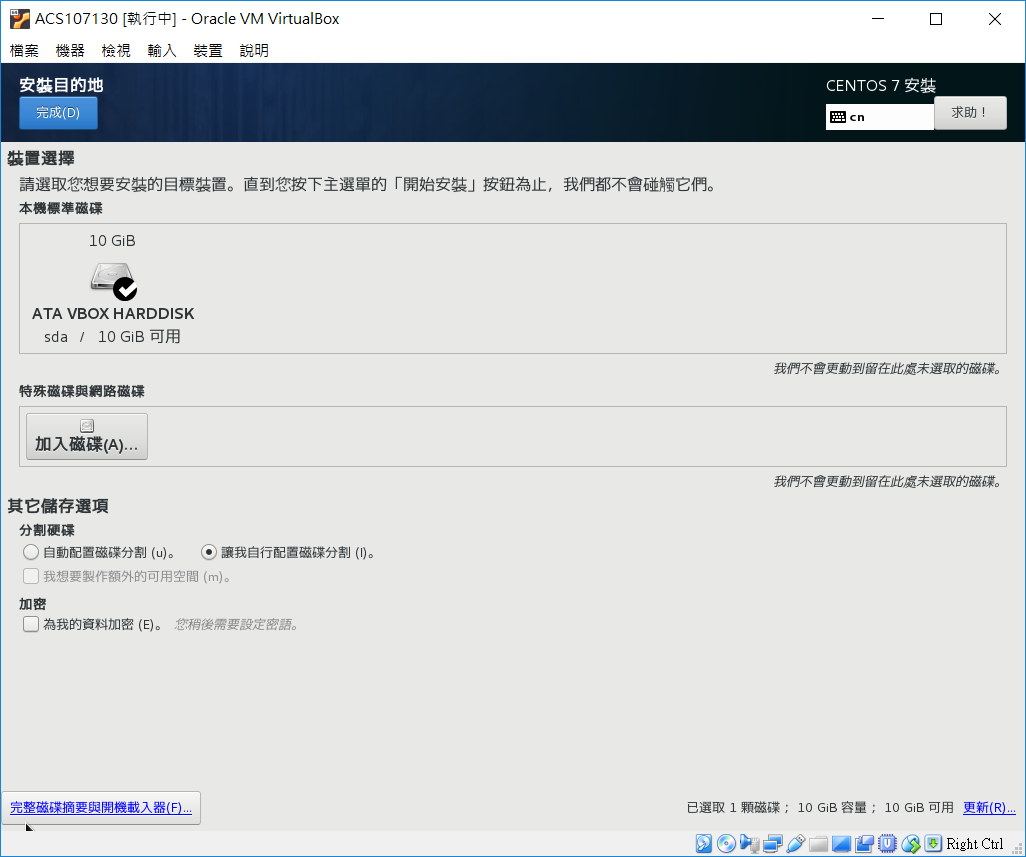 ACS107130 [執行中] - Oracle VM VirtualBox
檔案 機器 檢視 輸入 裝置 說明
安裝目的地
CENTOS 7 安裝
完成(D)
cn
求助！
裝置選擇
請選取您想要安裝的目標裝置。直到您按下主選單的「開始安裝」按鈕為止，我們都不會碰觸它們。
本機標準磁碟
10 GiB
ATA VBOX HARDDISK
sda / 10 GiB 可用
我們不會更動到留在此處未選取的磁碟。
特殊磁碟與網路磁碟
加入磁碟(A)...
我們不會更動到留在此處未選取的磁碟。
其它儲存選項
分割硬碟
自動配置磁碟分割 (u)。 讓我自行配置磁碟分割 (I)。
我想要製作額外的可用空間 (m)。
加密
為我的資料加密 (E)。 您稍後需要設定密語。
完整磁碟摘要與開機載入器(F)...
已選取 1 顆磁碟； 10 GiB 容量； 10 GiB 可用 更新(R)...
Right Ctrl